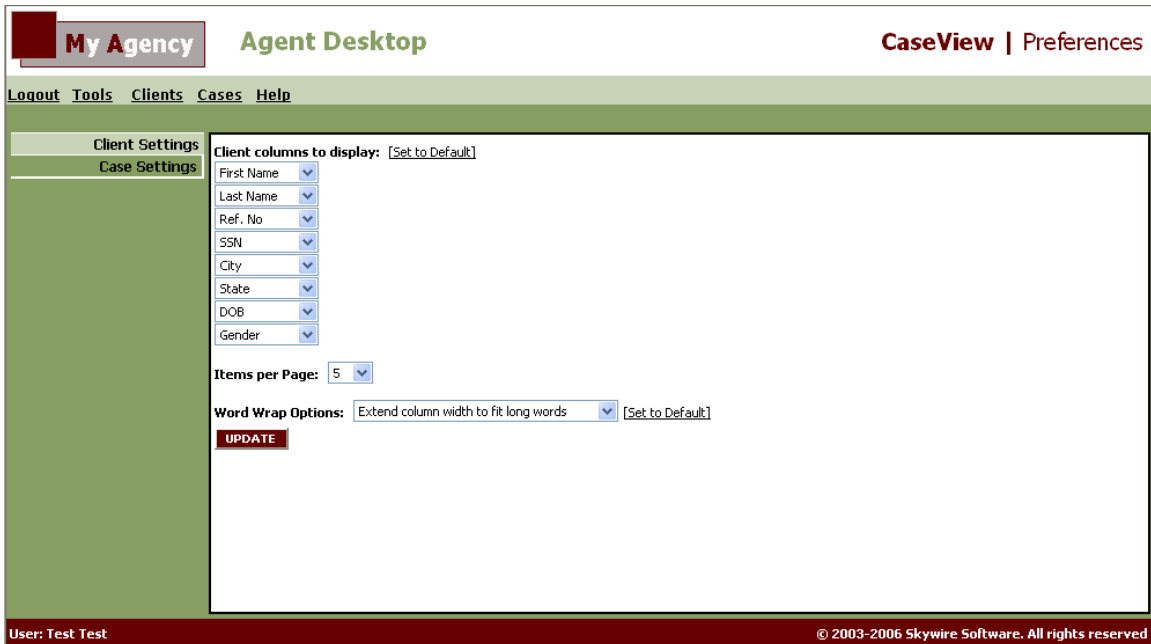 My Agency Agent Desktop CaseView | Preferences
Logout Tools Clients Cases Help
Client Settings
Case Settings
Client columns to display: [Set to Default]
First Name
Last Name
Ref. No
SSN
City
State
DOB
Gender
Items per Page: 5
Word Wrap Options: Extend column width to fit long words [Set to Default]
UPDATE
User: Test Test © 2003-2006 Skywire Software. All rights reserved